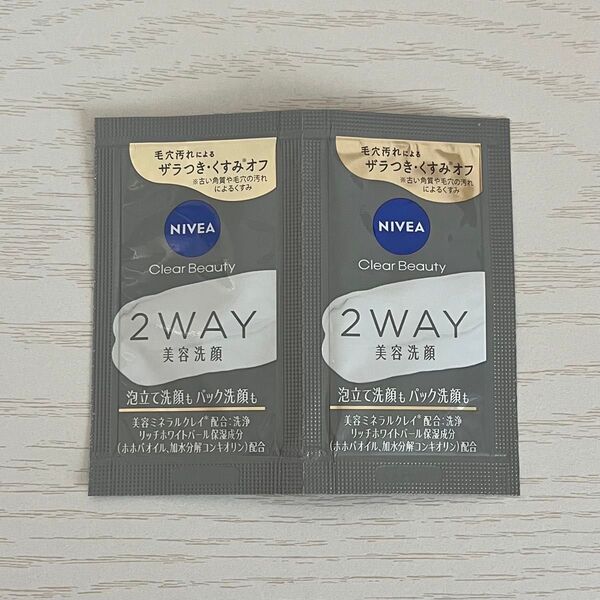 毛穴汚れによる
ザラつき・くすみ※オフ
※古い角質や毛穴の汚れ
によるくすみ
NIVEA
Clear Beauty
2WAY
美容洗顔
泡立て洗顔も パック洗顔も
美容ミネラルクレイ※配合:洗浄
リッチホワイトパール保湿成分
(ホホバオイル、加水分解コンキオリン)配合
毛穴汚れによる
ザラつき・くすみ※オフ
※古い角質や毛穴の汚れ
によるくすみ
NIVEA
Clear Beauty
2WAY
美容洗顔
泡立て洗顔も パック洗顔も
美容ミネラルクレイ※配合:洗浄
リッチホワイトパール保湿成分
(ホホバオイル、加水分解コンキオリン)配合